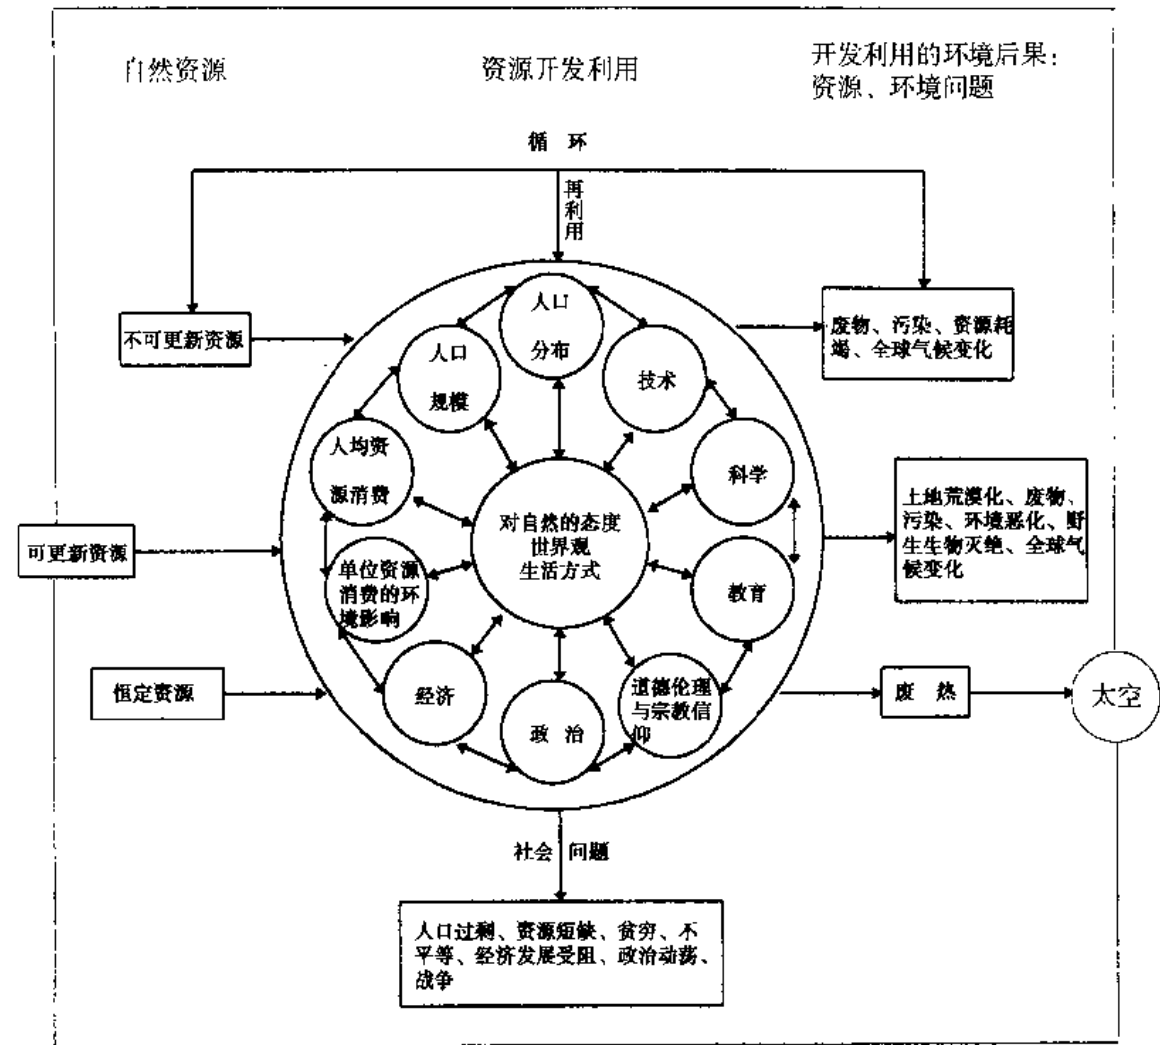 自然资源
资源开发利用
开发利用的环境后果：
资源、环境问题
循 环
再
利
用
不可更新资源
人口
分布
人口
规模
技术
废物、污染、资源耗
竭、全球气候变化
人均资
源消费
科学
对自然的态度
世界观
生活方式
土地荒漠化、废物、
污染、环境恶化、野
生生物灭绝、全球气
候变化
可更新资源
单位资源
消费的环
境影响
教育
恒定资源
经济
政 治
道德伦理
与宗教信
仰
废 热
太空
社会 问题
人口过剩、资源短缺、贫穷、不
平等、经济发展受阻、政治动荡、
战争